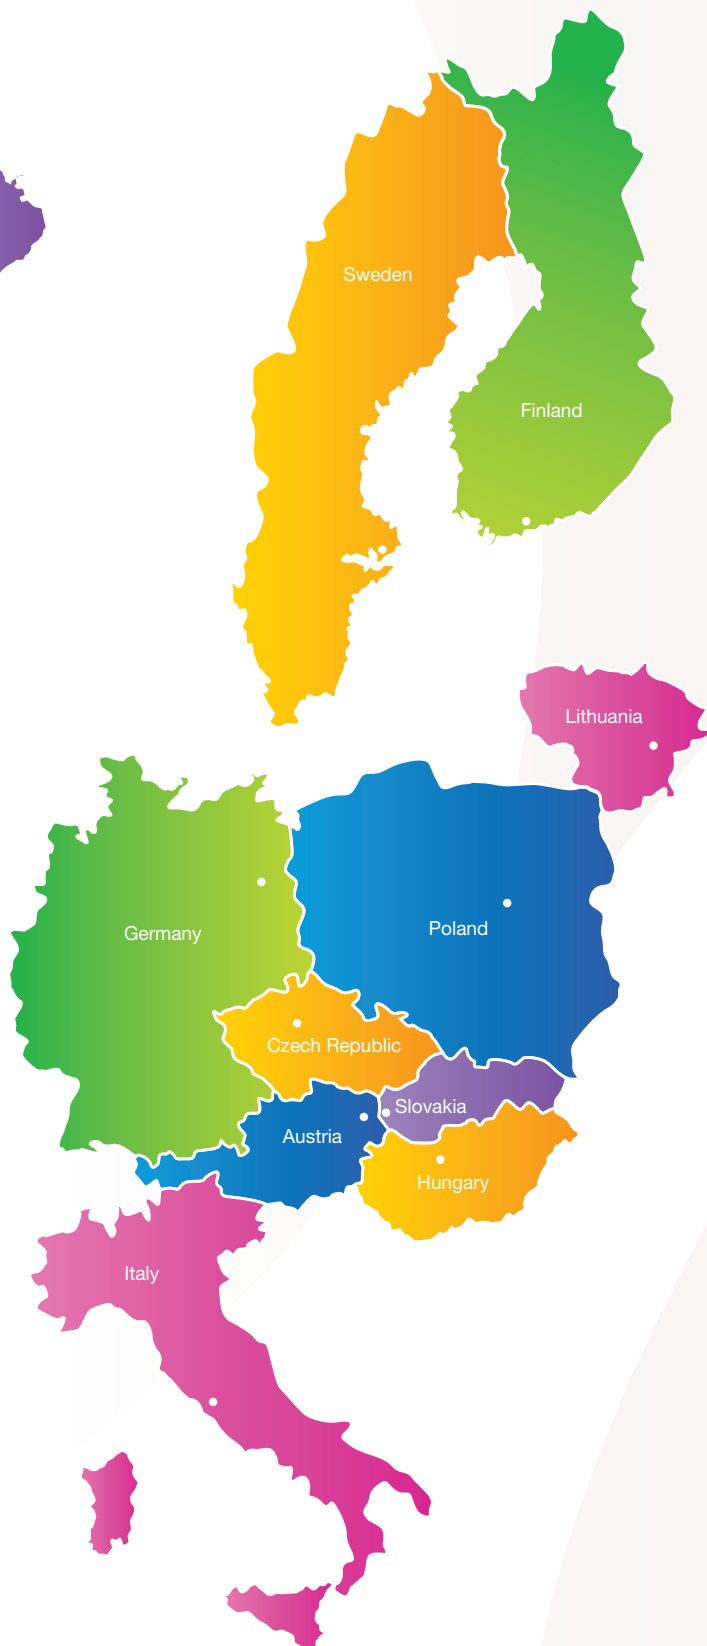 Sweden
Finland
Lithuania
Germany
Poland
Czech Republic
Slovakia
Austria
Hungary
Italy